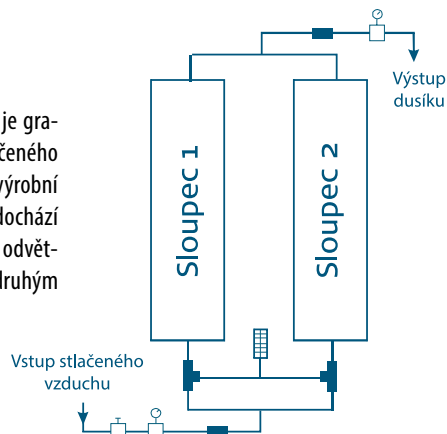 je gra-
čeného
výrobní
dochází
odvět-
druhým
Sloupec 1
Sloupec 2
Výstup
dusíku
Vstup stlačeného
vzduchu